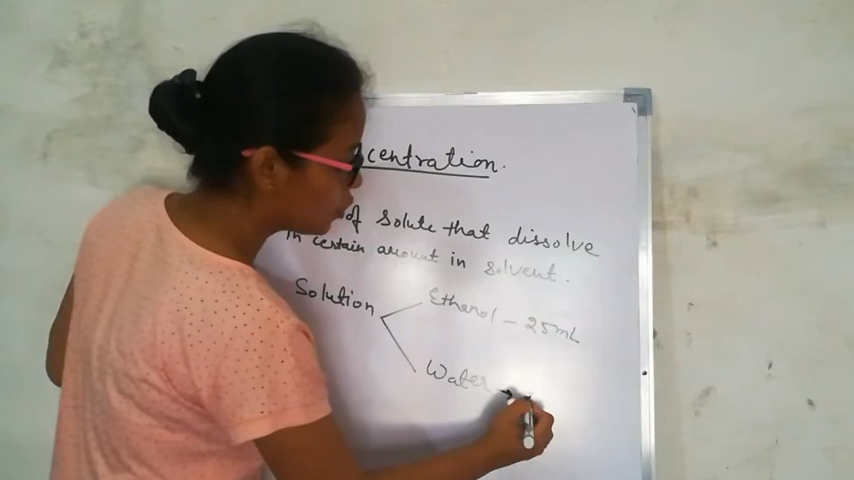 centration.
of solute that dissolve
in certain amount in solvent.
Solution
Ethanol - 25mL
Water